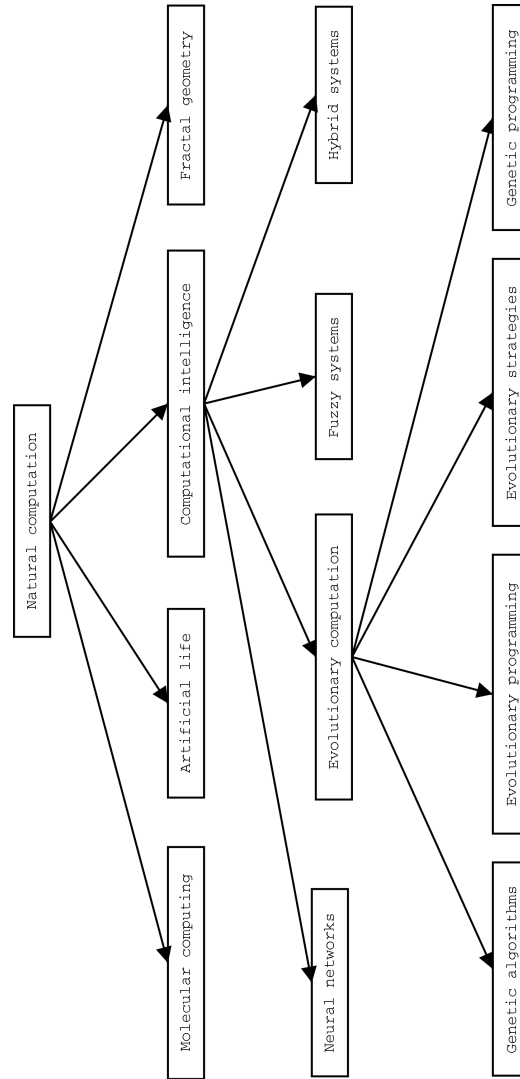 Natural computation
Molecular computing
Artificial life
Computational intelligence
Fractal geometry
Neural networks
Evolutionary computation
Fuzzy systems
Hybrid systems
Genetic algorithms
Evolutionary programming
Evolutionary strategies
Genetic programming